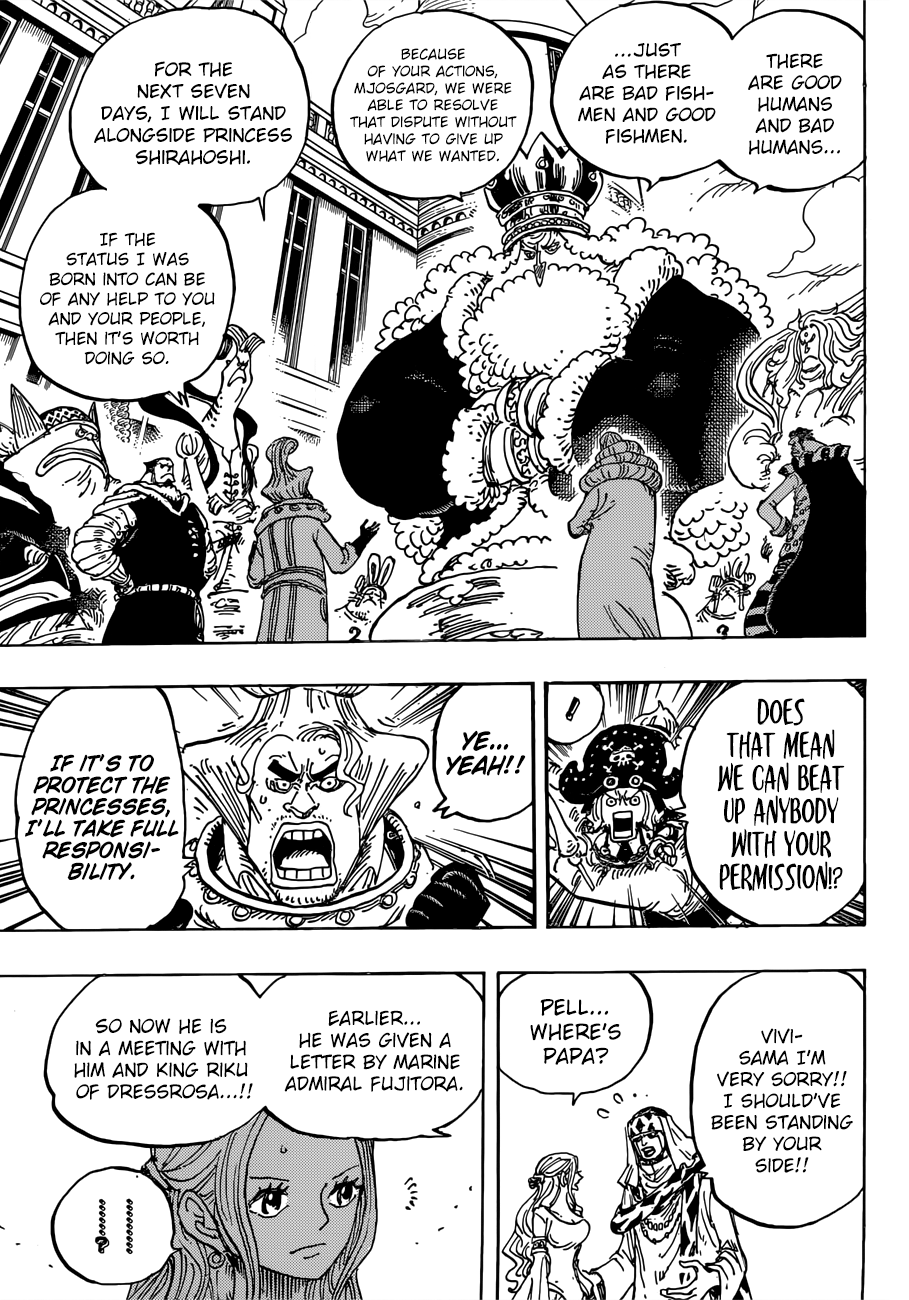 THERE
ARE GOOD
HUMANS
AND BAD
HUMANS...
...JUST
AS THERE
ARE BAD FISH-
MEN AND GOOD
FISHMEN.
BECAUSE
OF YOUR ACTIONS,
MJOSGARD, WE WERE
ABLE TO RESOLVE
THAT DISPUTE WITHOUT
HAVING TO GIVE UP
WHAT WE WANTED.
FOR THE
NEXT SEVEN
DAYS, I WILL STAND
ALONGSIDE PRINCESS
SHIRAHOSHI.
IF THE
STATUS I WAS
BORN INTO CAN BE
OF ANY HELP TO YOU
AND YOUR PEOPLE,
THEN IT'S WORTH
DOING SO.
?
?
DOES
THAT MEAN
WE CAN BEAT
UP ANYBODY
WITH YOUR
PERMISSION!?
!
YE...
YEAH!!
IF IT'S TO
PROTECT THE
PRINCESSES,
I'LL TAKE FULL
RESPONSI-
BILITY.
VIVI-
SAMA I'M
VERY SORRY!!
I SHOULD'VE
BEEN STANDING
BY YOUR
SIDE!!
PELL...
WHERE'S
PAPA?
EARLIER...
HE WAS GIVEN A
LETTER BY MARINE
ADMIRAL FUJITORA.
SO NOW HE IS
IN A MEETING WITH
HIM AND KING RIKU
OF DRESSROSA...!!